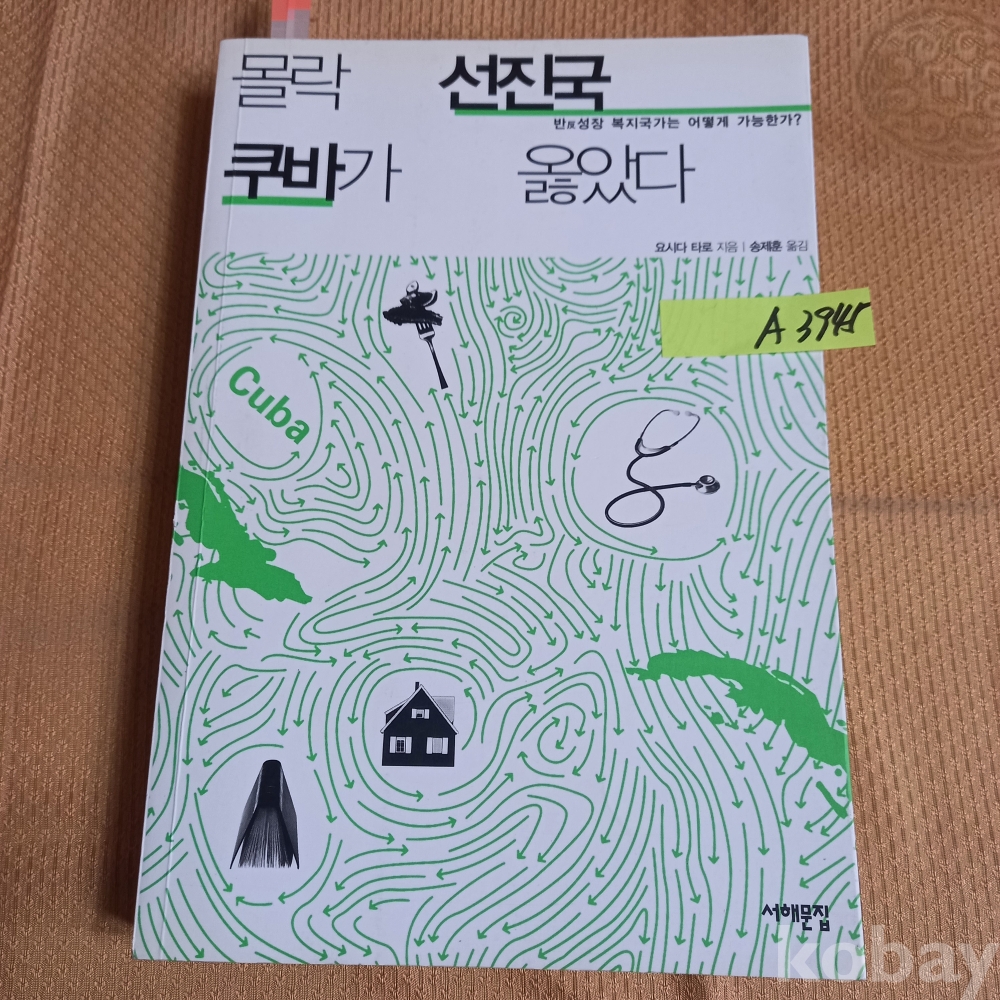 몰락 선진국
반反성장 복지국가는 어떻게 가능한가?
쿠바가 옳았다
요시다 타로 지음 | 송제훈 옮김
A 3945
Cuba
서해문집
kobay